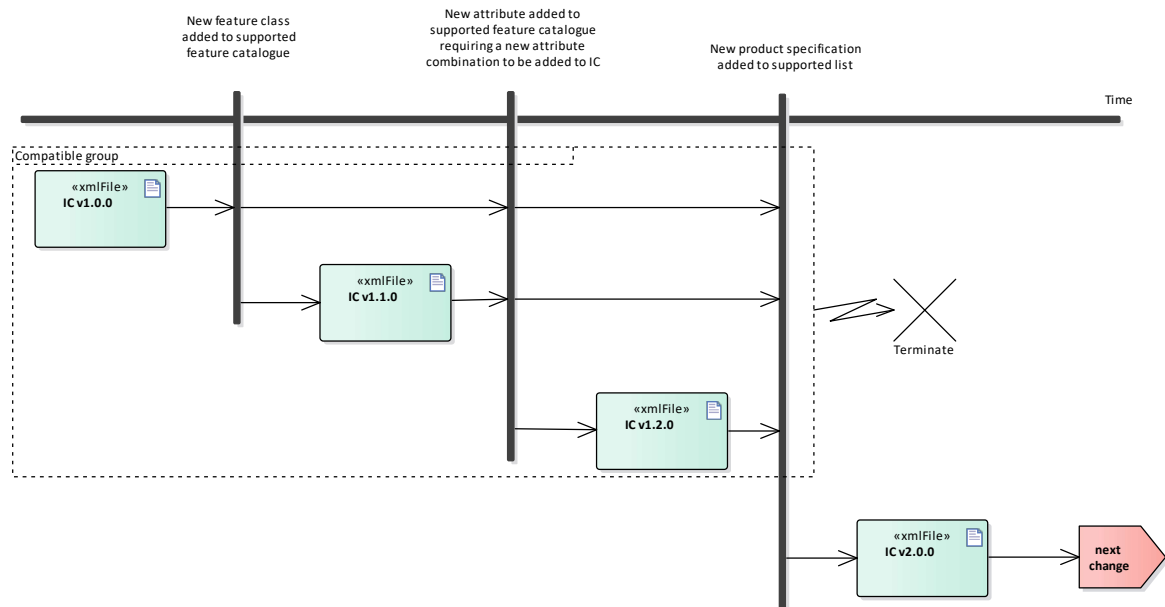 New feature class
added to supported
feature catalogue
New attribute added to
supported feature catalogue
requiring a new attribute
combination to be added to IC
New product specification
added to supported list
Time
Compatible group
«xmlFile»
IC v1.0.0
«xmlFile»
IC v1.1.0
Terminate
«xmlFile»
IC v1.2.0
«xmlFile»
IC v2.0.0
next
change